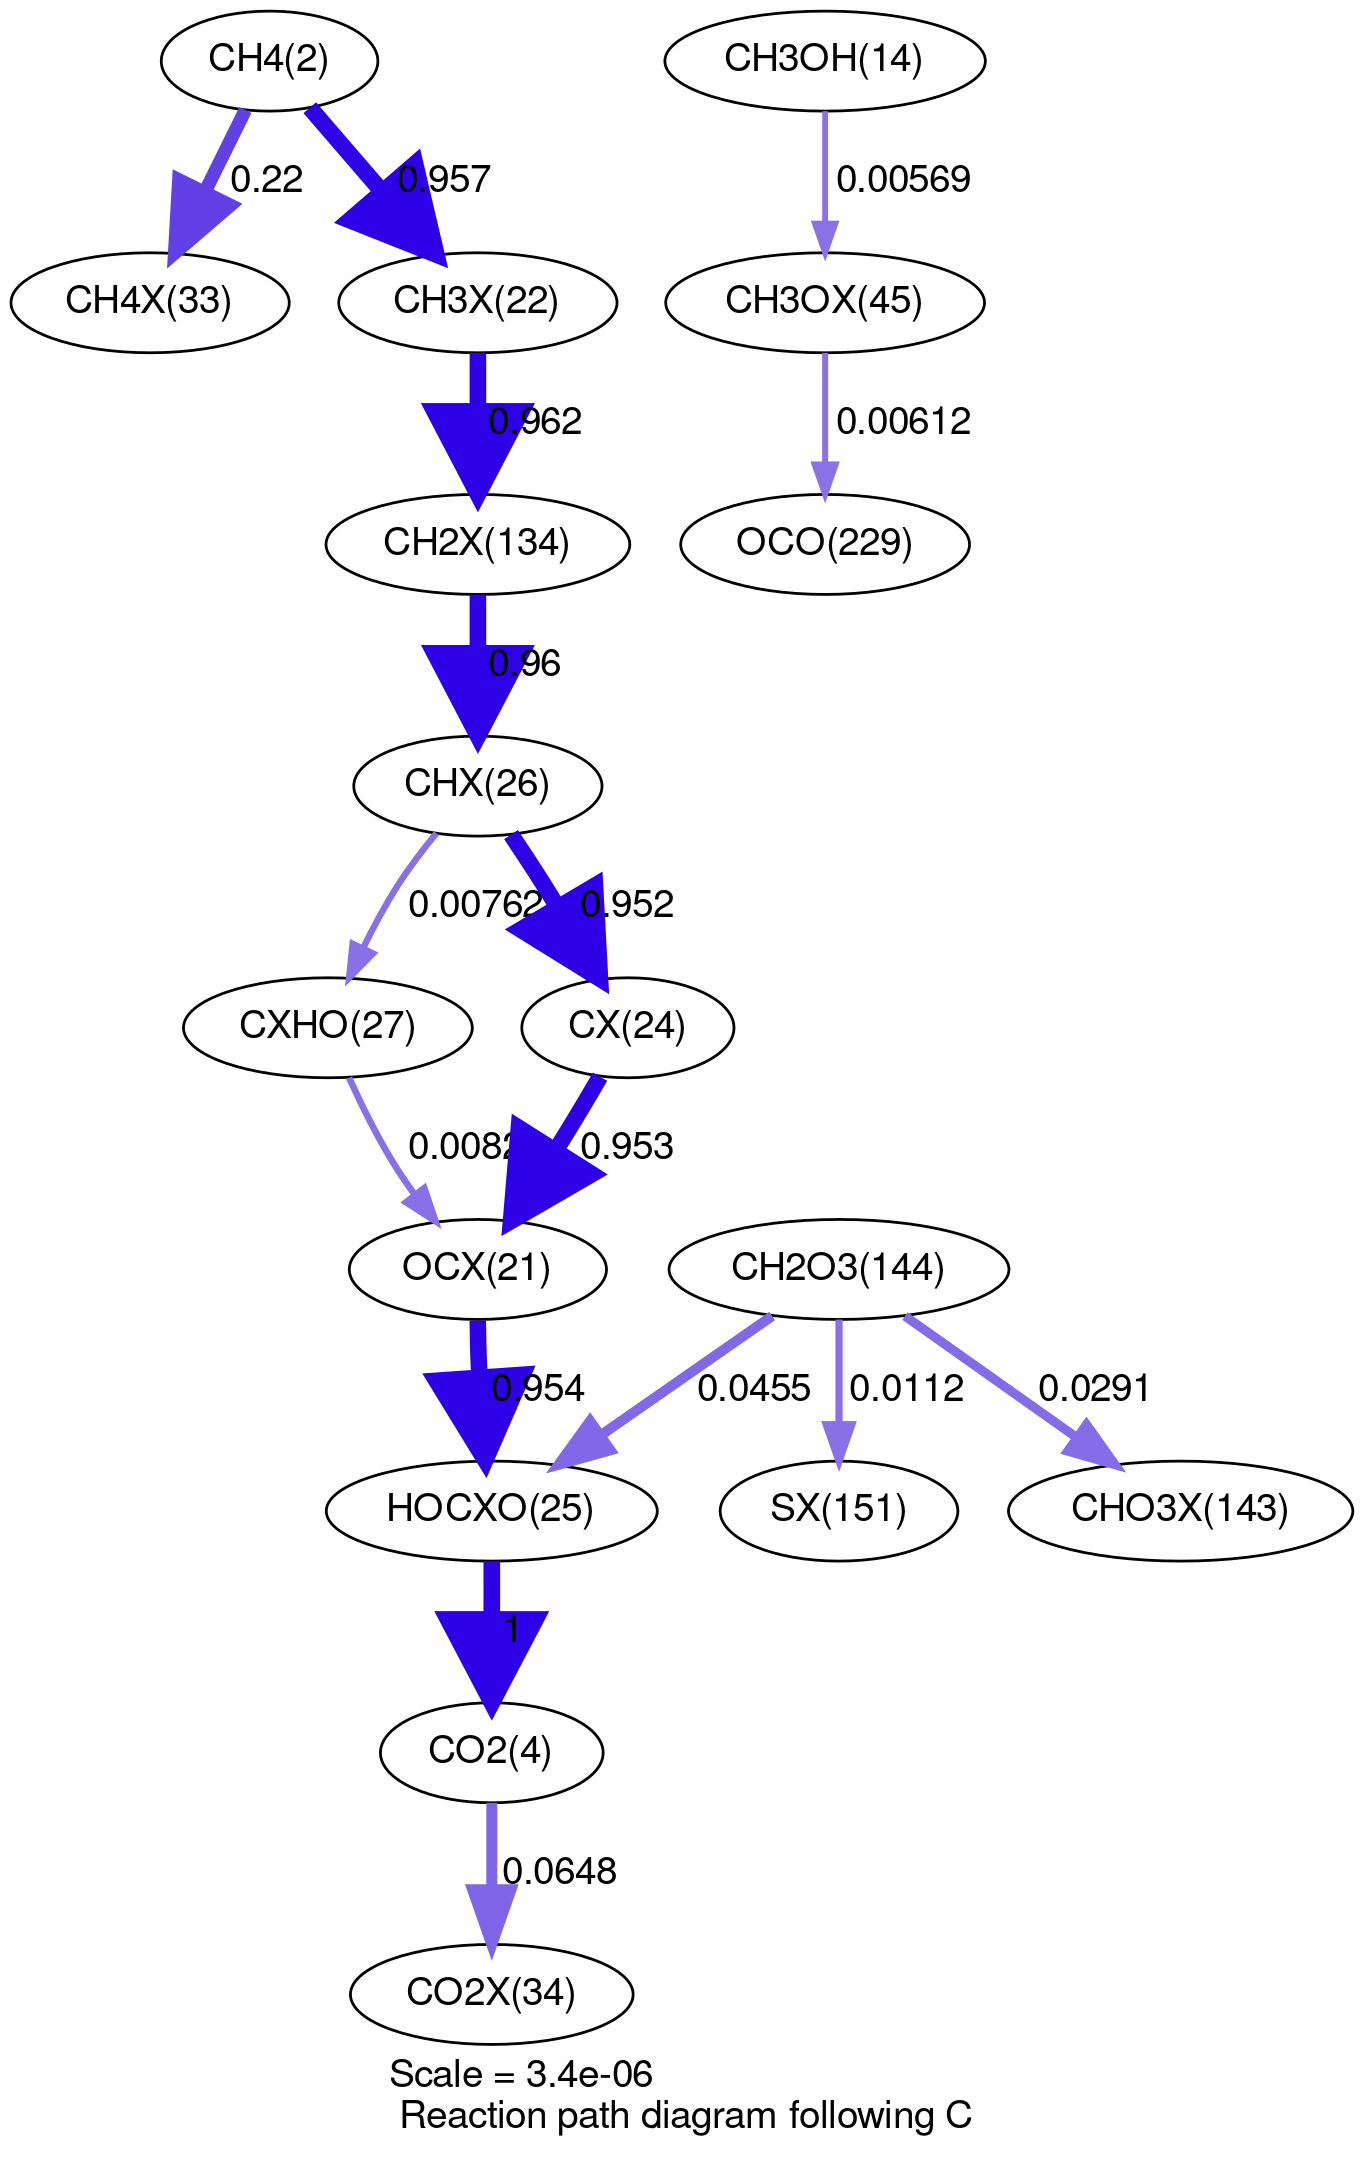 CH4(2)
CH3OH(14)
0.22
0.957
0.00569
CH4X(33)
CH3X(22)
CH3OX(45)
0.962
0.00612
CH2X(134)
OCO(229)
0.96
CHX(26)
0.00762
0.952
CXHO(27)
CX(24)
0.953
OCX(21)
CH2O3(144)
0.954
0.0455
0.0112
0.0291
HOCXO(25)
SX(151)
CHO3X(143)
1
CO2(4)
0.0648
CO2X(34)
Scale = 3.4e-06
Reaction path diagram following C